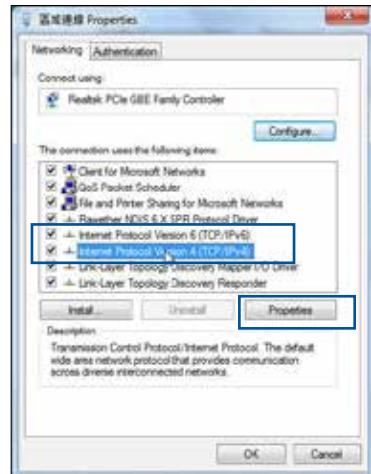 區域連線 Properties
Networking Authentication
Connect using:
Realtek PCIe GBE Family Controller
Configure...
This connection uses the following items:
Client for Microsoft Networks
QoS Packet Scheduler
File and Printer Sharing for Microsoft Networks
Rawether NDIS 6.X SPR Protocol Driver
Internet Protocol Version 6 (TCP/IPv6)
Internet Protocol Version 4 (TCP/IPv4)
Link-Layer Topology Discovery Mapper I/O Driver
Link-Layer Topology Discovery Responder
Install... Uninstall Properties
Description
Transmission Control Protocol/Internet Protocol. The default
wide area network protocol that provides communication
across diverse interconnected networks.
OK Cancel